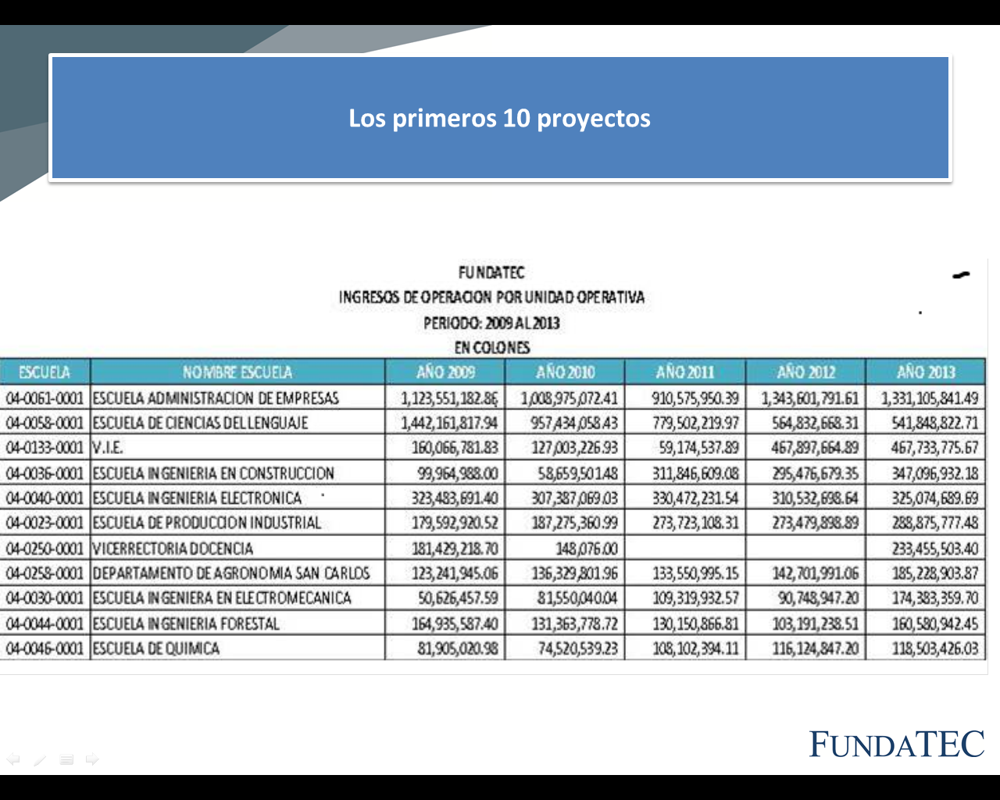 Los primeros 10 proyectos
FUNDATEC
INGRESOS DE OPERACION POR UNIDAD OPERATIVA
PERIODO: 2009 AL 2013
EN COLONES
ESCUELA NOMBRE ESCUELA AÑO 2009 AÑO 2010 AÑO 2011 AÑO 2012 AÑO 2013
04-0061-0001 ESCUELA ADMINISTRACION DE EMPRESAS 1,123,551,182.86 1,008,975,072.41 910,575,950.39 1,343,601,791.61 1,331,105,841.49
04-0058-0001 ESCUELA DE CIENCIAS DEL LENGUAJE 1,442,161,817.94 957,434,058.43 779,502,219.97 564,832,668.31 541,848,822.71
04-0133-0001 V.I.E. 160,066,781.83 127,003,226.93 59,174,537.89 467,897,664.89 467,733,775.67
04-0036-0001 ESCUELA INGENIERIA EN CONSTRUCCION 99,964,988.00 58,659,501.48 311,846,609.08 295,476,679.35 347,096,932.18
04-0040-0001 ESCUELA INGENIERIA ELECTRONICA 323,483,691.40 307,387,069.03 330,472,231.54 310,532,698.64 325,074,689.69
04-0023-0001 ESCUELA DE PRODUCCION INDUSTRIAL 179,592,920.52 187,275,360.99 273,723,108.31 273,479,898.89 288,875,777.48
04-0250-0001 VICERRECTORIA DOCENCIA 181,429,218.70 148,076.00 233,455,503.40
04-0258-0001 DEPARTAMENTO DE AGRONOMIA SAN CARLOS 123,241,945.06 136,329,801.96 133,550,995.15 142,701,991.06 185,228,903.87
04-0030-0001 ESCUELA INGENIERA EN ELECTROMECANICA 50,626,457.59 81,550,040.04 109,319,932.57 90,748,947.20 174,383,359.70
04-0044-0001 ESCUELA INGENIERIA FORESTAL 164,935,587.40 131,363,778.72 130,150,866.81 103,191,238.51 160,580,942.45
04-0046-0001 ESCUELA DE QUIMICA 81,905,020.98 74,520,539.23 108,102,394.11 116,124,847.20 118,503,426.03
FUNDATEC